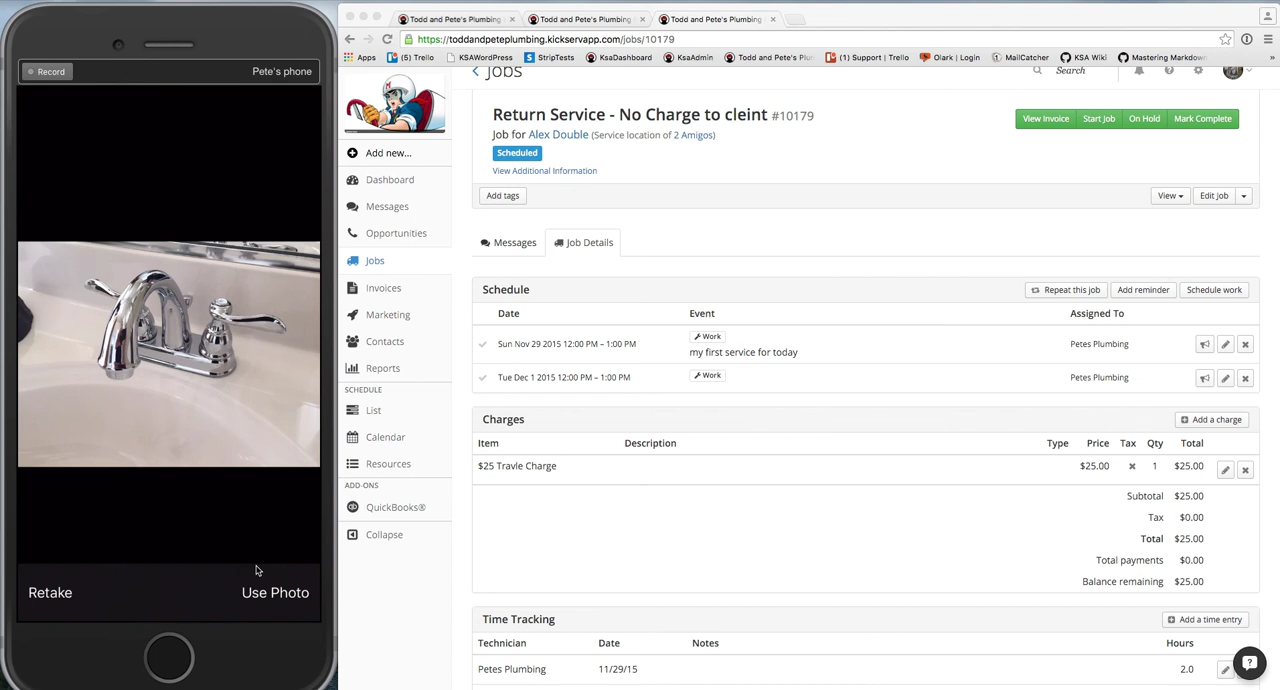 Record
Pete's phone
Retake
Use Photo
Todd and Pete's Plumbing
Todd and Pete's Plumbing
Todd and Pete's Plumbing
https://toddandpeteplumbing.kickservapp.com/jobs/10179
Apps
(5) Trello
KSAWordPress
StripTests
KsaDashboard
KsaAdmin
Todd and Pete's Plu
(1) Support | Trello
Olark | Login
MailCatcher
KSA Wiki
Mastering Markdow
»
Add new...
Dashboard
Messages
Opportunities
Jobs
Invoices
Marketing
Contacts
Reports
SCHEDULE
List
Calendar
Resources
ADD-ONS
QuickBooks®
Collapse
Jobs
Search
Return Service - No Charge to cleint #10179
Job for Alex Double (Service location of 2 Amigos)
Scheduled
View Additional Information
View Invoice Start Job On Hold Mark Complete
Add tags
View Edit Job
Messages Job Details
Schedule
Repeat this job Add reminder Schedule work
Date Event Assigned To
Sun Nov 29 2015 12:00 PM – 1:00 PM Work Petes Plumbing
my first service for today
Tue Dec 1 2015 12:00 PM – 1:00 PM Work Petes Plumbing
Charges Add a charge
Item Description Type Price Tax Qty Total
$25 Travle Charge $25.00 1 $25.00
Subtotal $25.00
Tax $0.00
Total $25.00
Total payments $0.00
Balance remaining $25.00
Time Tracking Add a time entry
Technician Date Notes Hours
Petes Plumbing 11/29/15 2.0